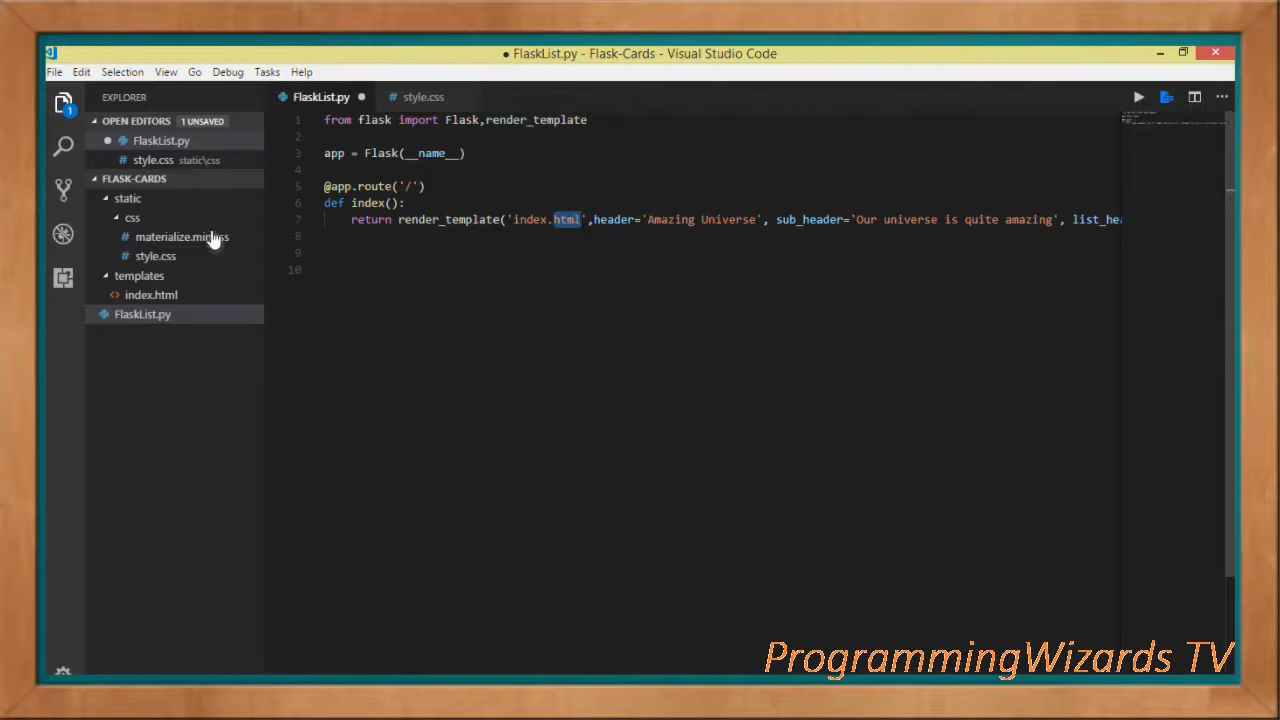 FlaskList.py - Flask-Cards - Visual Studio Code
File Edit Selection View Go Debug Tasks Help
EXPLORER
OPEN EDITORS 1 UNSAVED
FlaskList.py
style.css static\css
FLASK-CARDS
static
css
style.css
templates
index.html
FlaskList.py
1
FlaskList.py style.css
1 from flask import Flask,render_template
2
3 app = Flask(__name__)
4
5 @app.route('/')
6 def index():
7 return render_template('index.html',header='Amazing Universe', sub_header='Our universe is quite amazing', list_hea
8
9
10
ProgrammingWizards TV